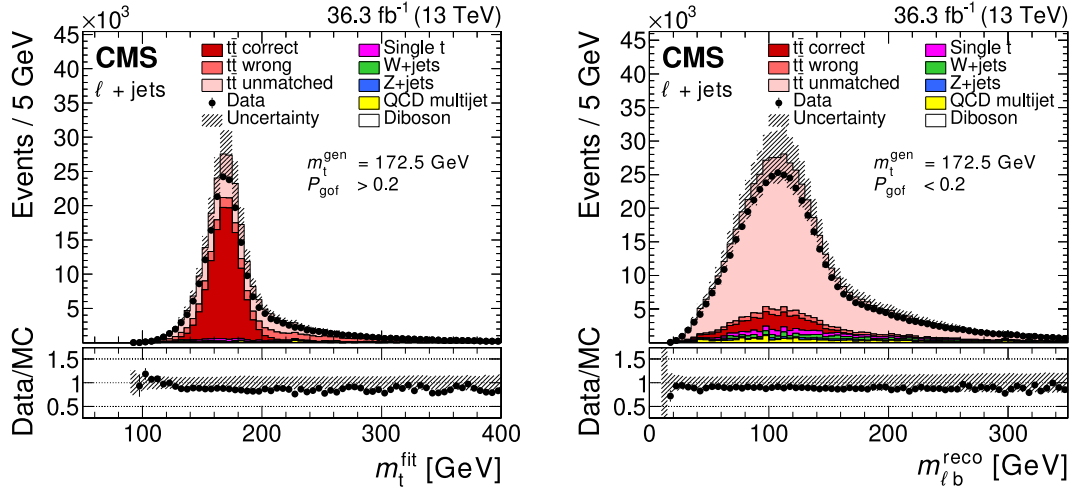 ×10³ 36.3 fb⁻¹ (13 TeV)
CMS
ℓ + jets
tt̄ correct
tt̄ wrong
tt̄ unmatched
Data
Uncertainty
Single t
W+jets
Z+jets
QCD multijet
Diboson
m_t^gen = 172.5 GeV
P_gof > 0.2
Events / 5 GeV
45
40
35
30
25
20
15
10
5
Data/MC
1.5
1
0.5
100 200 300 400
m_t^fit [GeV]
×10³ 36.3 fb⁻¹ (13 TeV)
CMS
ℓ + jets
tt̄ correct
tt̄ wrong
tt̄ unmatched
Data
Uncertainty
Single t
W+jets
Z+jets
QCD multijet
Diboson
m_t^gen = 172.5 GeV
P_gof < 0.2
Events / 5 GeV
45
40
35
30
25
20
15
10
5
Data/MC
1.5
1
0.5
0 100 200 300
m_ℓb^reco [GeV]